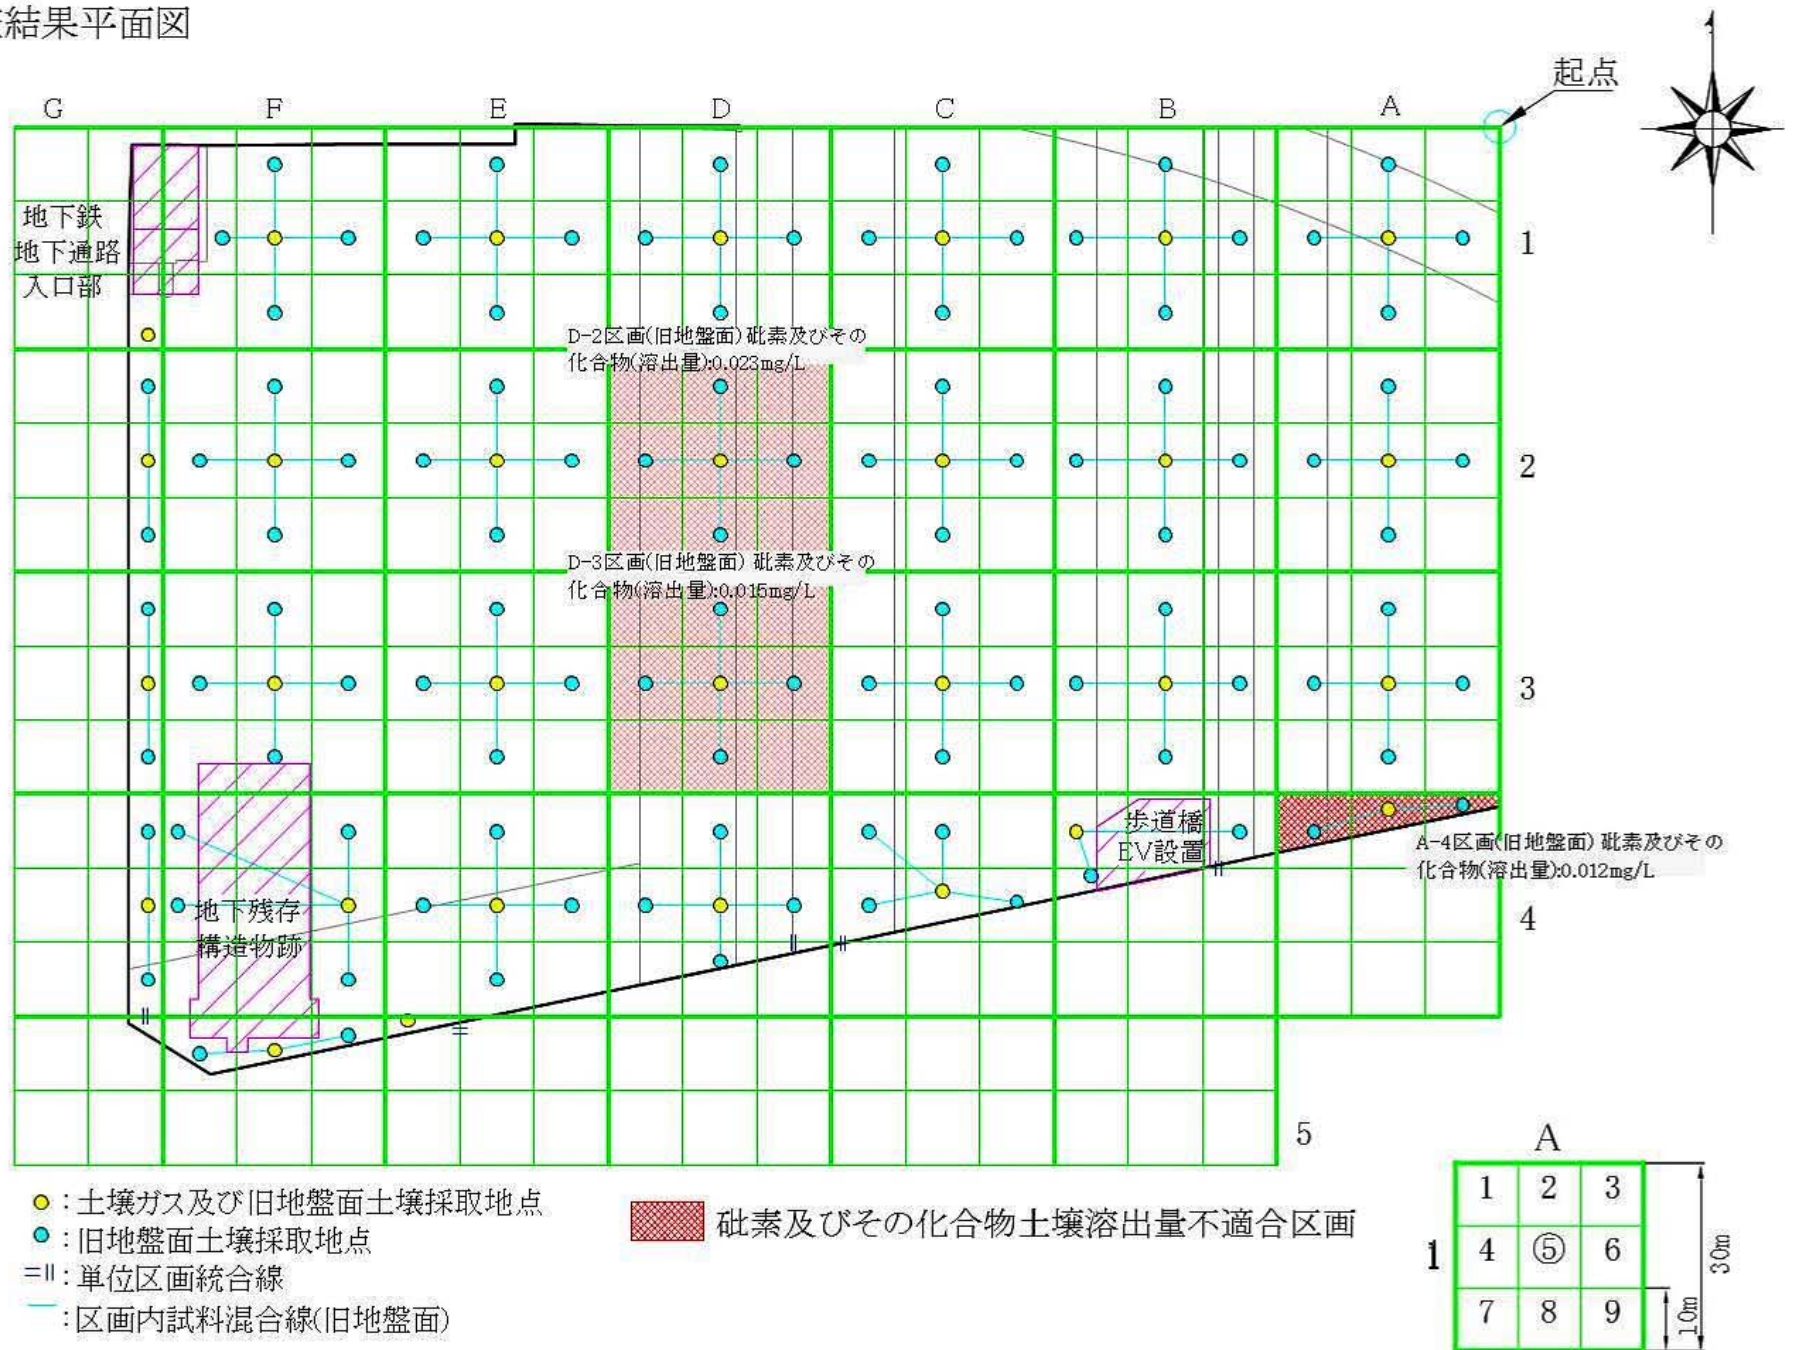 結果平面図
起点
G F E D C B A
地下鉄
地下通路
入口部
1
D-2区画(旧地盤面)砒素及びその
化合物(溶出量):0.023mg/L
2
D-3区画(旧地盤面) 砒素及びその
化合物(溶出量):0.015mg/L
3
歩道橋
EV設置
A-4区画(旧地盤面) 砒素及びその
化合物(溶出量):0.012mg/L
地下残存
構造物跡
4
5
:土壌ガス及び旧地盤面土壌採取地点
:旧地盤面土壌採取地点
:単位区画統合線
:区画内試料混合線(旧地盤面)
砒素及びその化合物土壌溶出量不適合区画
A
1 2 3
1 4 ⑤ 6
7 8 9
30m
10m